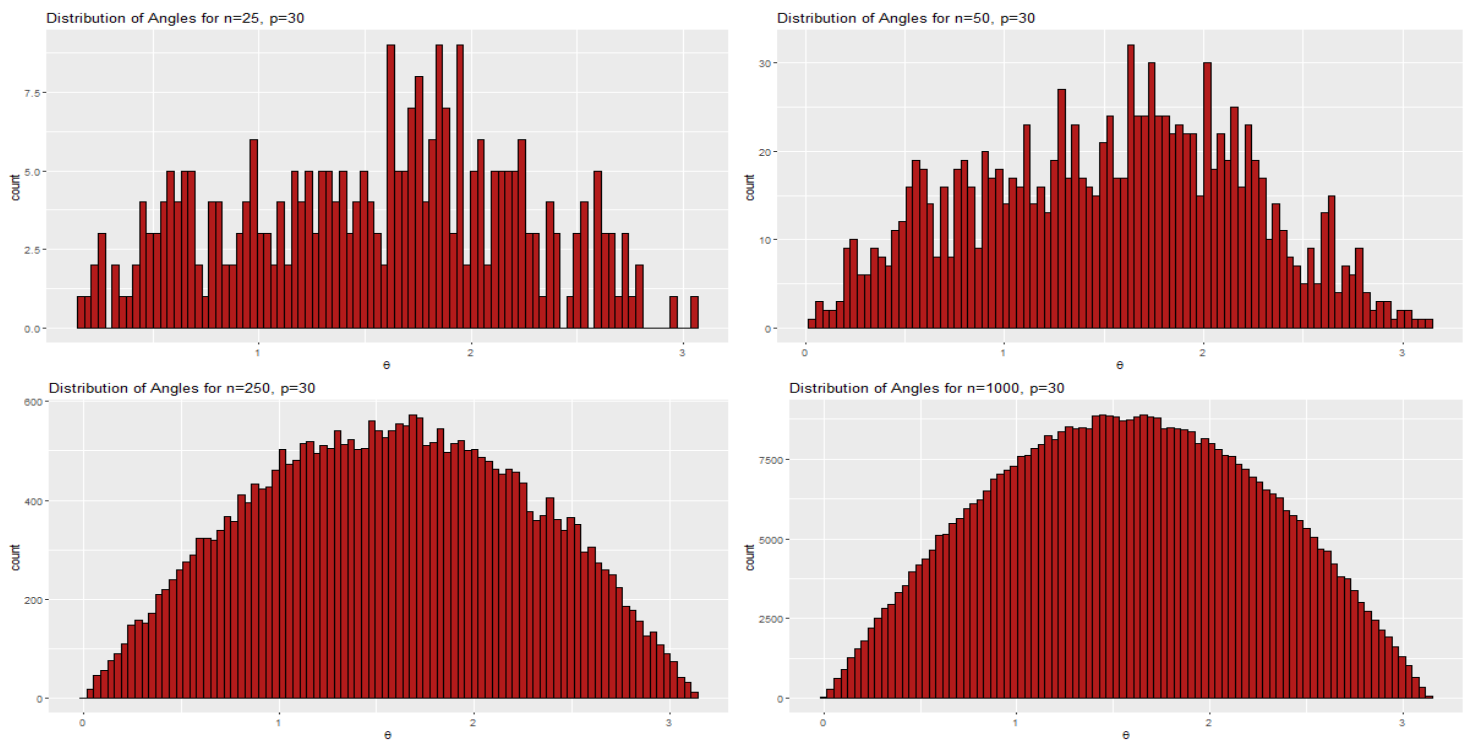 Distribution of Angles for n=25, p=30
7.5
5.0
2.5
0.0
count
1 2 3
θ
Distribution of Angles for n=50, p=30
30
20
10
0
count
0 1 2 3
θ
Distribution of Angles for n=250, p=30
600
400
200
0
count
0 1 2 3
θ
Distribution of Angles for n=1000, p=30
7500
5000
2500
0
count
0 1 2 3
θ